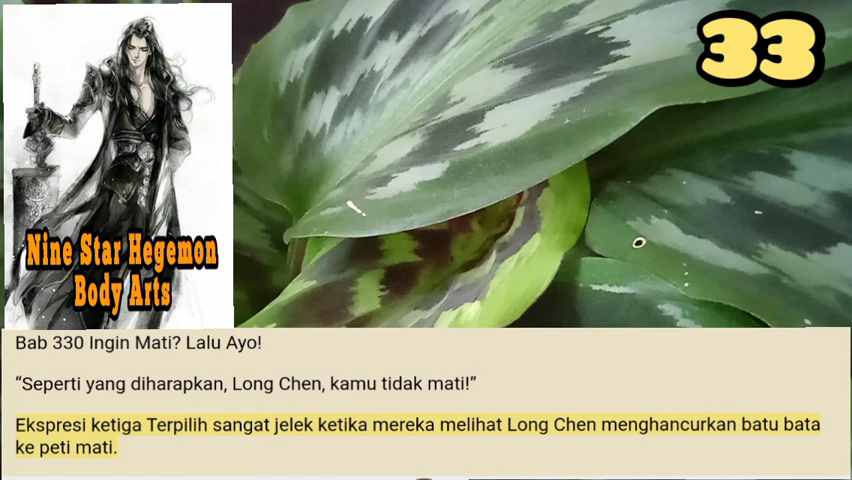 33
Nine Star Hegemon
Body Arts
Bab 330 Ingin Mati? Lalu Ayo!
“Seperti yang diharapkan, Long Chen, kamu tidak mati!”
Ekspresi ketiga Terpilih sangat jelek ketika mereka melihat Long Chen menghancurkan batu bata
ke peti mati.